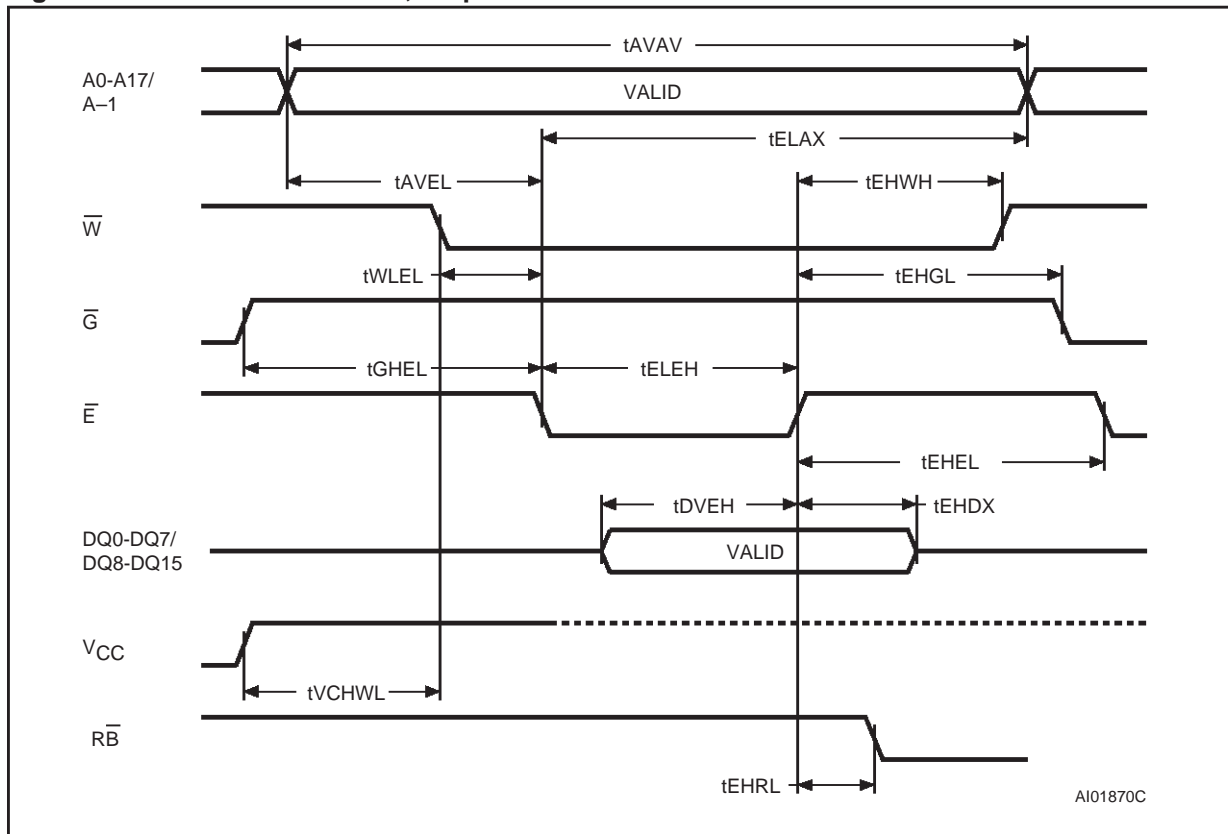 tAVAV
A0-A17/
A–1
VALID
tELAX
tAVEL
tEHWH
W̅
tWLEL
tEHGL
G̅
tGHEL
tELEH
E̅
tEHEL
tDVEH
tEHDX
DQ0-DQ7/
DQ8-DQ15
VALID
VCC
tVCHWL
RB̅
tEHRL
AI01870C